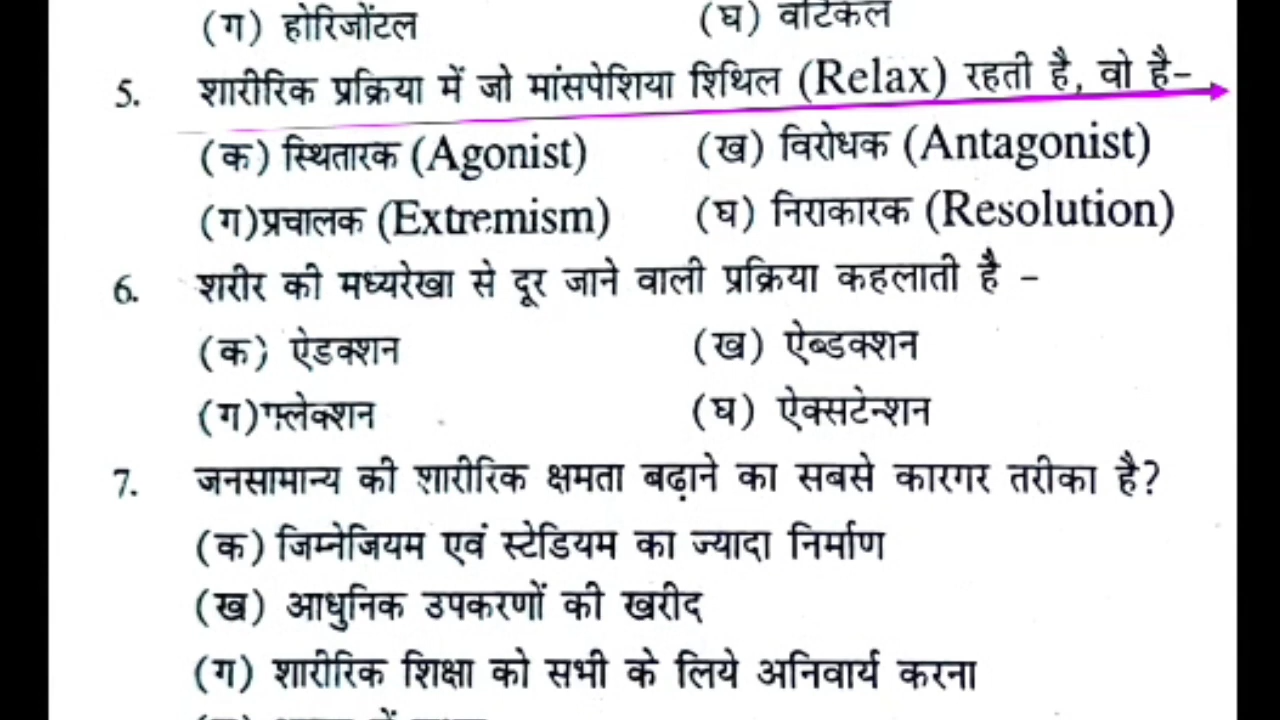 (ग) होरिजोंटल (घ) वर्टिकल
5. शारीरिक प्रक्रिया में जो मांसपेशिया शिथिल (Relax) रहती है, वो है-
(क) स्थितारक (Agonist) (ख) विरोधक (Antagonist)
(ग)प्रचालक (Extremism) (घ) निराकारक (Resolution)
6. शरीर की मध्यरेखा से दूर जाने वाली प्रक्रिया कहलाती है -
(क) ऐडक्शन (ख) ऐब्डक्शन
(ग)फ्लेक्शन (घ) ऐक्सटेन्शन
7. जनसामान्य की शारीरिक क्षमता बढ़ाने का सबसे कारगर तरीका है?
(क) जिम्नेजियम एवं स्टेडियम का ज्यादा निर्माण
(ख) आधुनिक उपकरणों की खरीद
(ग) शारीरिक शिक्षा को सभी के लिये अनिवार्य करना